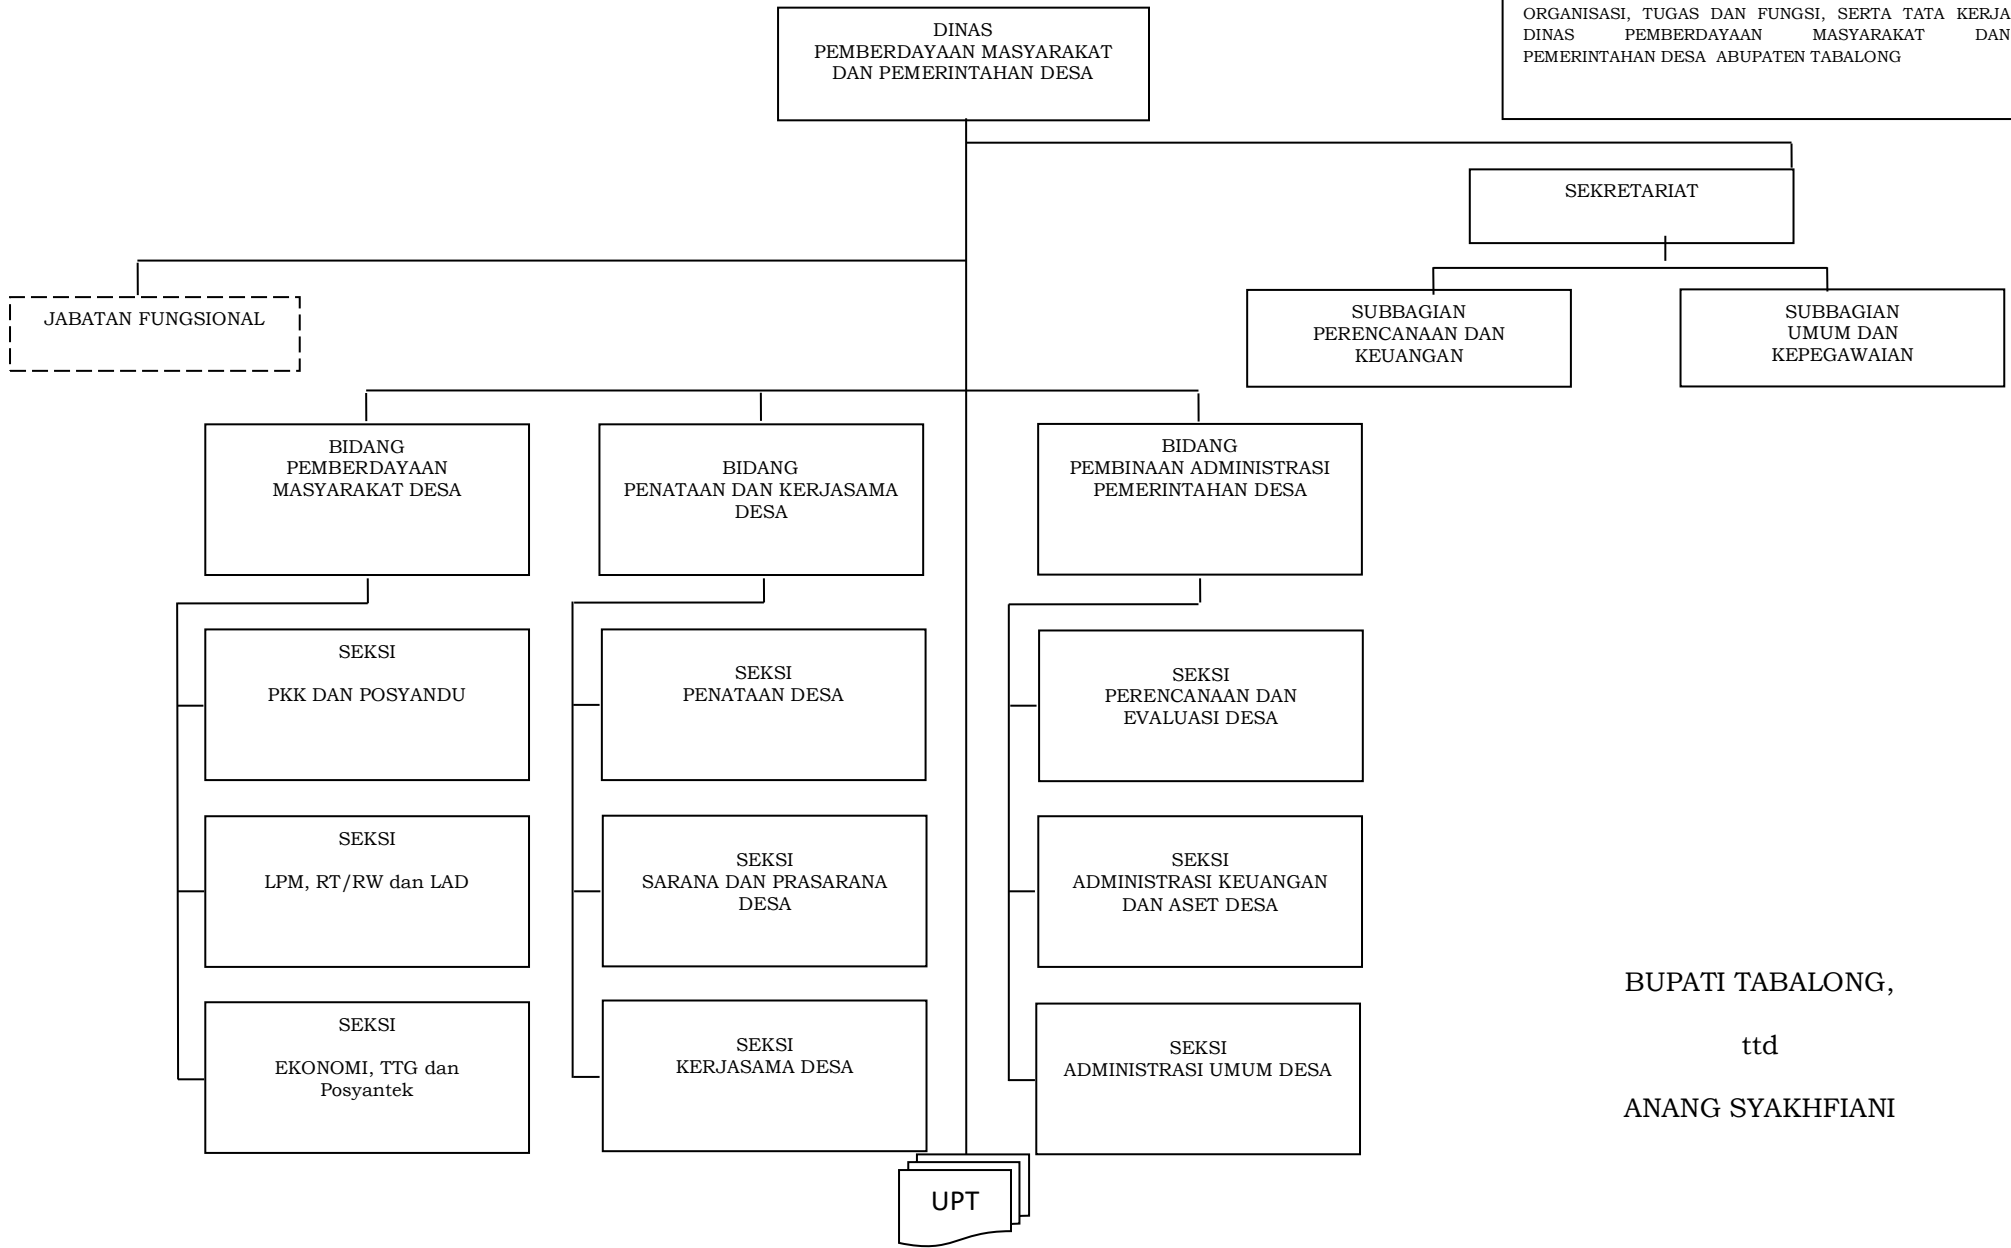 ORGANISASI, TUGAS DAN FUNGSI, SERTA TATA KERJA
DINAS PEMBERDAYAAN MASYARAKAT DAN
PEMERINTAHAN DESA ABUPATEN TABALONG
DINAS
PEMBERDAYAAN MASYARAKAT
DAN PEMERINTAHAN DESA
SEKRETARIAT
JABATAN FUNGSIONAL
SUBBAGIAN
PERENCANAAN DAN
KEUANGAN
SUBBAGIAN
UMUM DAN
KEPEGAWAIAN
BIDANG
PEMBERDAYAAN
MASYARAKAT DESA
BIDANG
PENATAAN DAN KERJASAMA
DESA
BIDANG
PEMBINAAN ADMINISTRASI
PEMERINTAHAN DESA
SEKSI
PKK DAN POSYANDU
SEKSI
PENATAAN DESA
SEKSI
PERENCANAAN DAN
EVALUASI DESA
SEKSI
LPM, RT/RW dan LAD
SEKSI
SARANA DAN PRASARANA
DESA
SEKSI
ADMINISTRASI KEUANGAN
DAN ASET DESA
SEKSI
EKONOMI, TTG dan
Posyantek
SEKSI
KERJASAMA DESA
SEKSI
ADMINISTRASI UMUM DESA
UPT
BUPATI TABALONG,
ttd
ANANG SYAKHFIANI